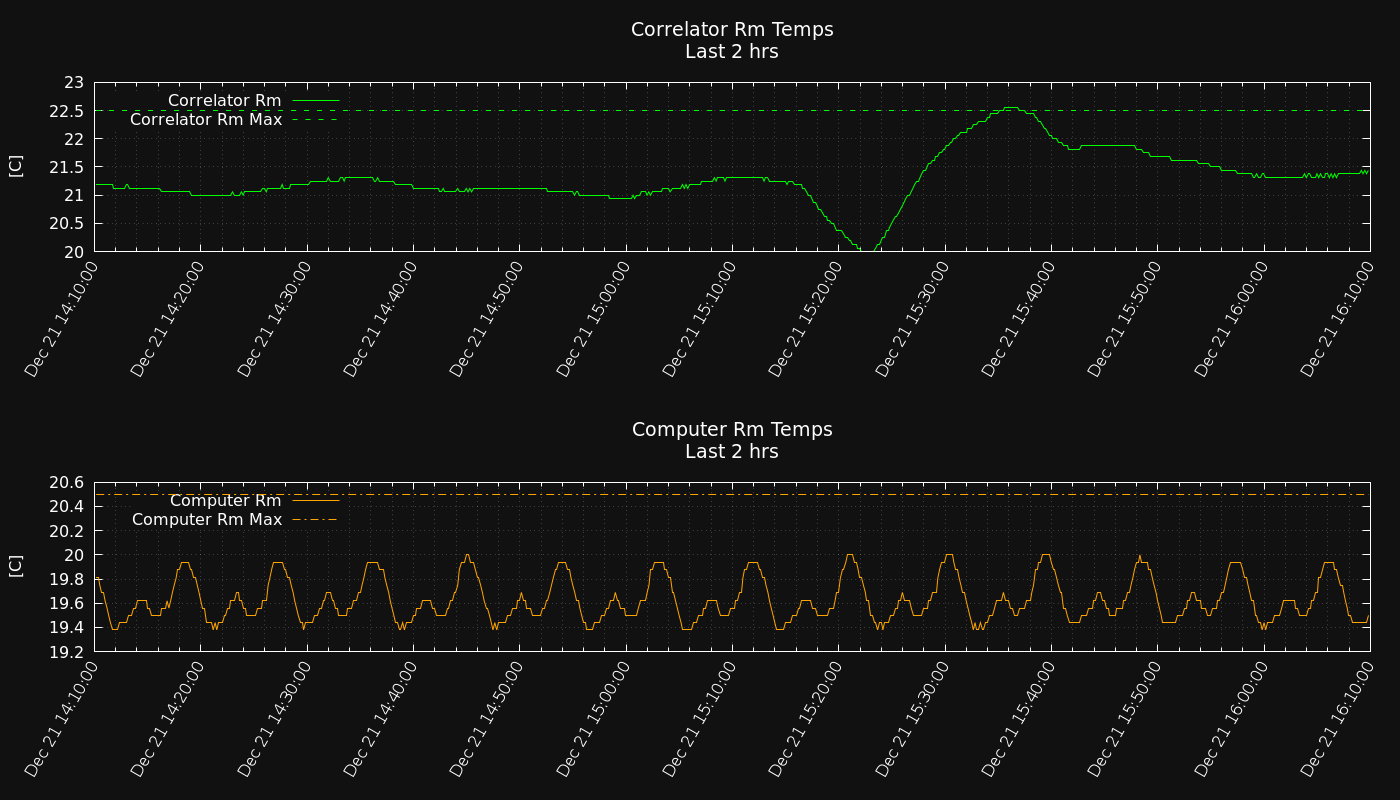 Correlator Rm Temps
Last 2 hrs
[C]
23
22.5
22
21.5
21
20.5
20
Correlator Rm
Correlator Rm Max
Dec 21 14:10:00
Dec 21 14:20:00
Dec 21 14:30:00
Dec 21 14:40:00
Dec 21 14:50:00
Dec 21 15:00:00
Dec 21 15:10:00
Dec 21 15:20:00
Dec 21 15:30:00
Dec 21 15:40:00
Dec 21 15:50:00
Dec 21 16:00:00
Dec 21 16:10:00
Computer Rm Temps
Last 2 hrs
[C]
20.6
20.4
20.2
20
19.8
19.6
19.4
19.2
Computer Rm
Computer Rm Max
Dec 21 14:10:00
Dec 21 14:20:00
Dec 21 14:30:00
Dec 21 14:40:00
Dec 21 14:50:00
Dec 21 15:00:00
Dec 21 15:10:00
Dec 21 15:20:00
Dec 21 15:30:00
Dec 21 15:40:00
Dec 21 15:50:00
Dec 21 16:00:00
Dec 21 16:10:00